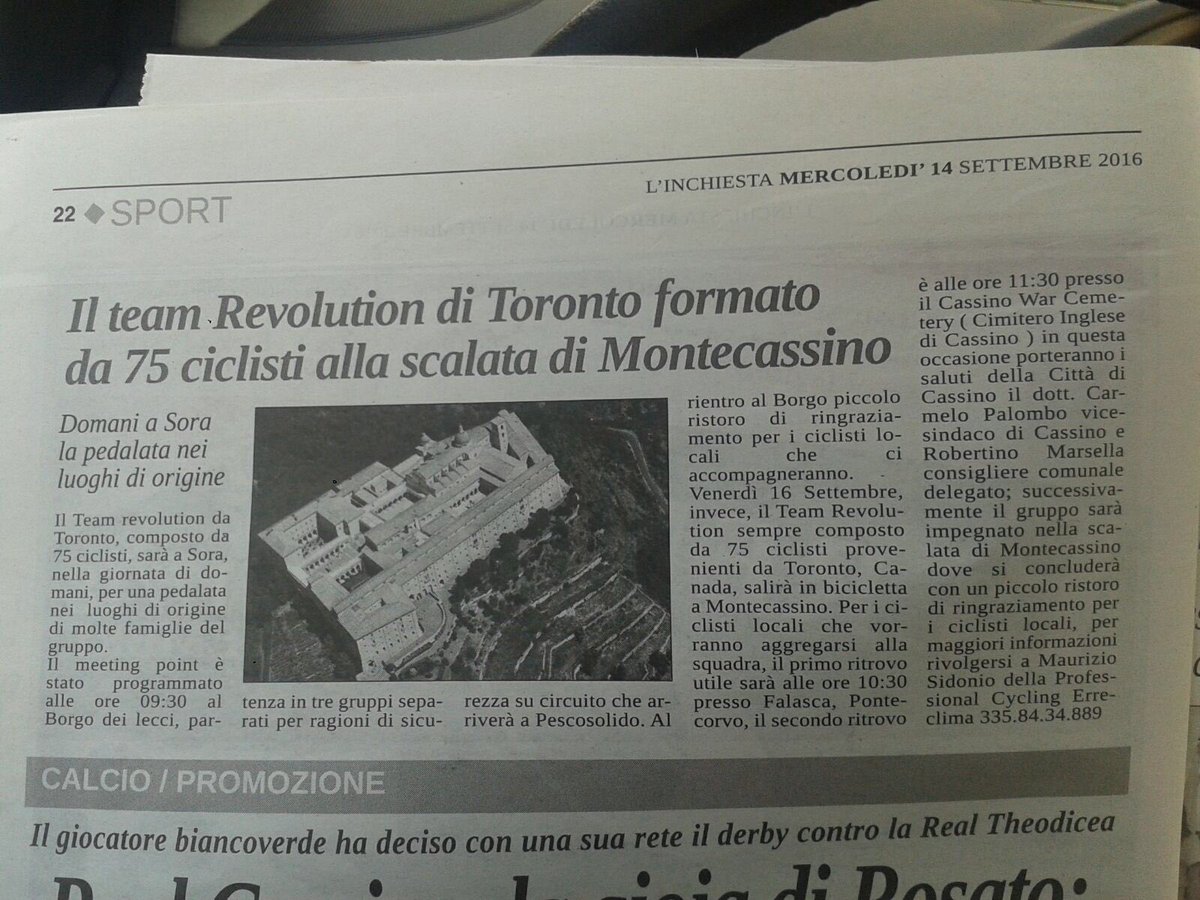 22 ◆ SPORT
L'INCHIESTA MERCOLEDI' 14 SETTEMBRE 2016
Il team Revolution di Toronto formato
da 75 ciclisti alla scalata di Montecassino
Domani a Sora
la pedalata nei
luoghi di origine
Il Team revolution da
Toronto, composto da
75 ciclisti, sarà a Sora,
nella giornata di do-
mani, per una pedalata
nei luoghi di origine
di molte famiglie del
gruppo.
Il meeting point è
stato programmato
alle ore 09:30 al
Borgo dei lecci, par-
tenza in tre gruppi sepa-
rati per ragioni di sicu-
rezza su circuito che ar-
riverà a Pescosolido. Al
rientro al Borgo piccolo
ristoro di ringrazia-
mento per i ciclisti lo-
cali che ci
accompagneranno.
Venerdì 16 Settembre,
invece, il Team Revolu-
tion sempre composto
da 75 ciclisti prove-
nienti da Toronto, Ca-
nada, salirà in bicicletta
a Montecassino. Per i ci-
clisti locali che vor-
ranno aggregarsi alla
squadra, il primo ritrovo
utile sarà alle ore 10:30
presso Falasca, Ponte-
corvo, il secondo ritrovo
è alle ore 11:30 presso
il Cassino War Ceme-
tery ( Cimitero Inglese
di Cassino ) in questa
occasione porteranno i
saluti della Città di
Cassino il dott. Car-
melo Palombo vice-
sindaco di Cassino e
Robertino Marsella
consigliere comunale
delegato; successiva-
mente il gruppo sarà
impegnato nella sca-
lata di Montecassino
dove si concluderà
con un piccolo ristoro
di ringraziamento per
i ciclisti locali, per
maggiori informazioni
rivolgersi a Maurizio
Sidonio della Profes-
sional Cycling Erre-
clima 335.84.34.889
CALCIO / PROMOZIONE
Il giocatore biancoverde ha deciso con una sua rete il derby contro la Real Theodicea
la gioia di Rosato: